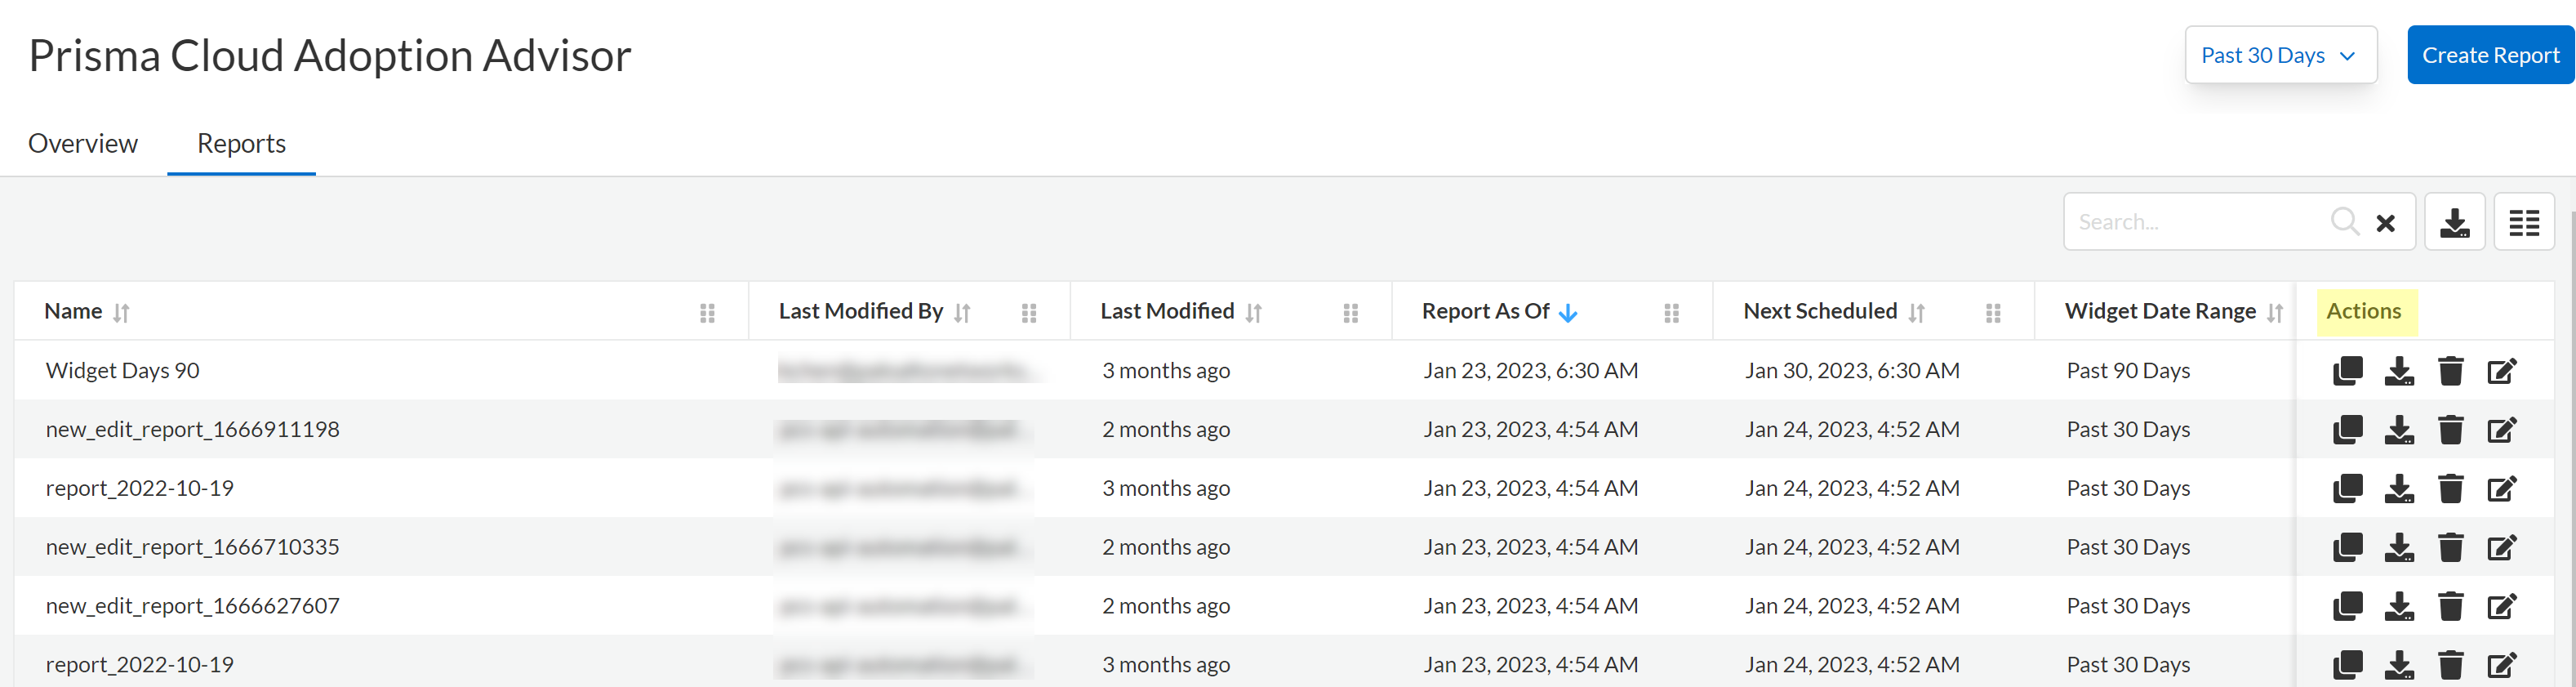 Prisma Cloud Adoption Advisor
Past 30 Days
Create Report
Overview Reports
Search...
Name Last Modified By Last Modified Report As Of Next Scheduled Widget Date Range Actions
Widget Days 90 3 months ago Jan 23, 2023, 6:30 AM Jan 30, 2023, 6:30 AM Past 90 Days
new_edit_report_1666911198 2 months ago Jan 23, 2023, 4:54 AM Jan 24, 2023, 4:52 AM Past 30 Days
report_2022-10-19 3 months ago Jan 23, 2023, 4:54 AM Jan 24, 2023, 4:52 AM Past 30 Days
new_edit_report_1666710335 2 months ago Jan 23, 2023, 4:54 AM Jan 24, 2023, 4:52 AM Past 30 Days
new_edit_report_1666627607 2 months ago Jan 23, 2023, 4:54 AM Jan 24, 2023, 4:52 AM Past 30 Days
report_2022-10-19 3 months ago Jan 23, 2023, 4:54 AM Jan 24, 2023, 4:52 AM Past 30 Days